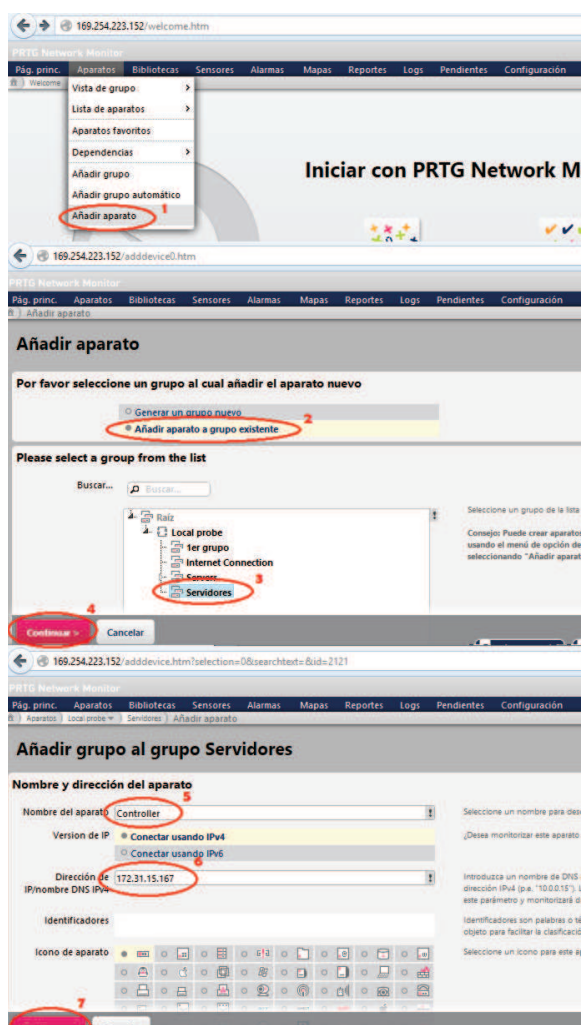 169.254.223.152/welcome.htm
PRTG Network Monitor
Pág. princ. Aparatos Bibliotecas Sensores Alarmas Mapas Reportes Logs Pendientes Configuración
Welcome
Vista de grupo
Lista de aparatos
Aparatos favoritos
Dependencias
Añadir grupo
Añadir grupo automático
Añadir aparato 1
Iniciar con PRTG Network M
169.254.223.152/adddevice0.htm
PRTG Network Monitor
Pág. princ. Aparatos Bibliotecas Sensores Alarmas Mapas Reportes Logs Pendientes Configuración
Añadir aparato
Añadir aparato
Por favor seleccione un grupo al cual añadir el aparato nuevo
Generar un grupo nuevo
Añadir aparato a grupo existente 2
Please select a group from the list
Buscar... Buscar...
Seleccione un grupo de la lista
Raíz
Local probe
Consejo: Puede crear aparatos
1er grupo
usando el menú de opción de
Internet Connection
seleccionando "Añadir aparat
Servers 3
Servidores
4
Continuar > Cancelar
169.254.223.152/adddevice.htm?selection=0&searchtext=&id=2121
PRTG Network Monitor
Pág. princ. Aparatos Bibliotecas Sensores Alarmas Mapas Reportes Logs Pendientes Configuración
Aparatos Local probe Servidores Añadir aparato
Añadir grupo al grupo Servidores
Nombre y dirección del aparato
5
Nombre del aparato Controller Seleccione un nombre para des
Version de IP Conectar usando IPv4 ¿Desea monitorizar este aparato
Conectar usando IPv6
6
Dirección de IP/nombre DNS IPv4 172.31.15.167
Introduzca un nombre de DNS
dirección IPv4 (p.e. "10.0.0.15"). L
este parámetro y monitorizará d
Identificadores Identificadores son palabras o té
objeto para facilitar la clasificació
Icono de aparato Seleccione un icono para este ap
7